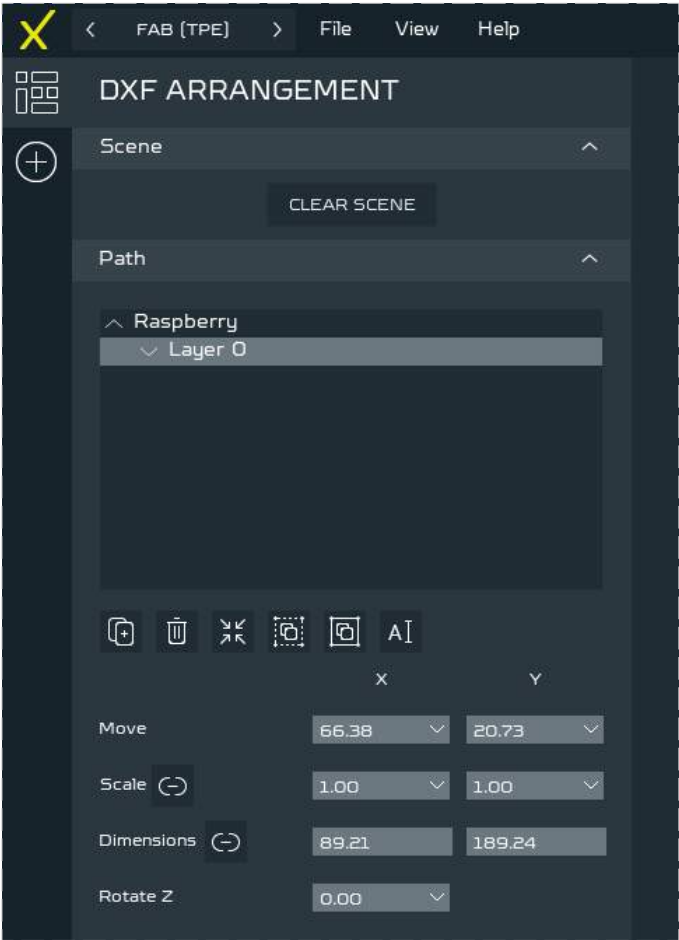 FAB (TPE) File View Help
DXF ARRANGEMENT
Scene
CLEAR SCENE
Path
Raspberry
Layer 0
A
X Y
Move 66.38 20.73
Scale 1.00 1.00
Dimensions 89.21 189.24
Rotate Z 0.00